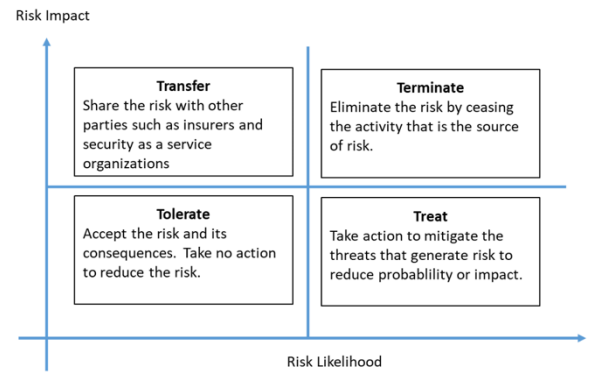 Risk Impact
Transfer
Share the risk with other
parties such as insurers and
security as a service
organizations
Terminate
Eliminate the risk by ceasing
the activity that is the source
of risk.
Tolerate
Accept the risk and its
consequences.  Take no action
to reduce the risk.
Treat
Take action to mitigate the
threats that generate risk to
reduce probablility or impact.
Risk Likelihood